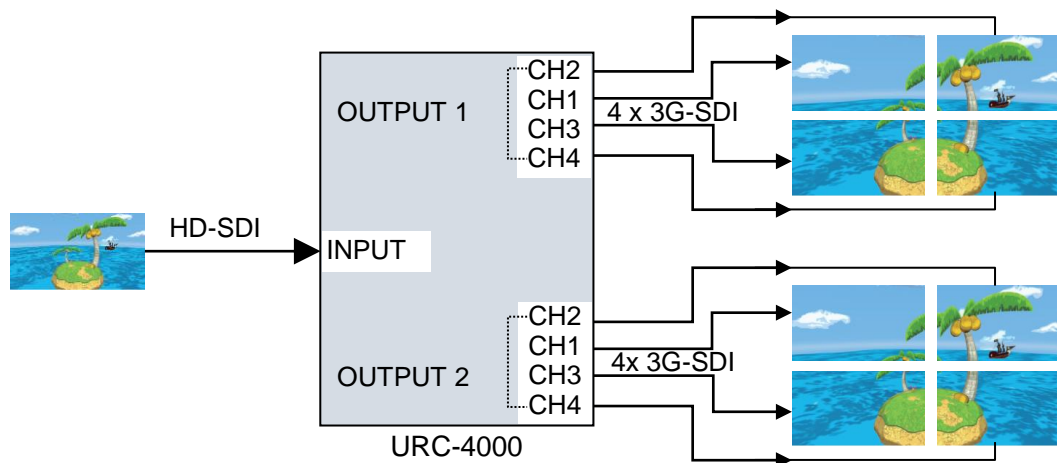 CH2
CH1
OUTPUT 1
4 x 3G-SDI
CH3
CH4
HD-SDI
INPUT
CH2
CH1
4x 3G-SDI
OUTPUT 2
CH3
CH4
URC-4000